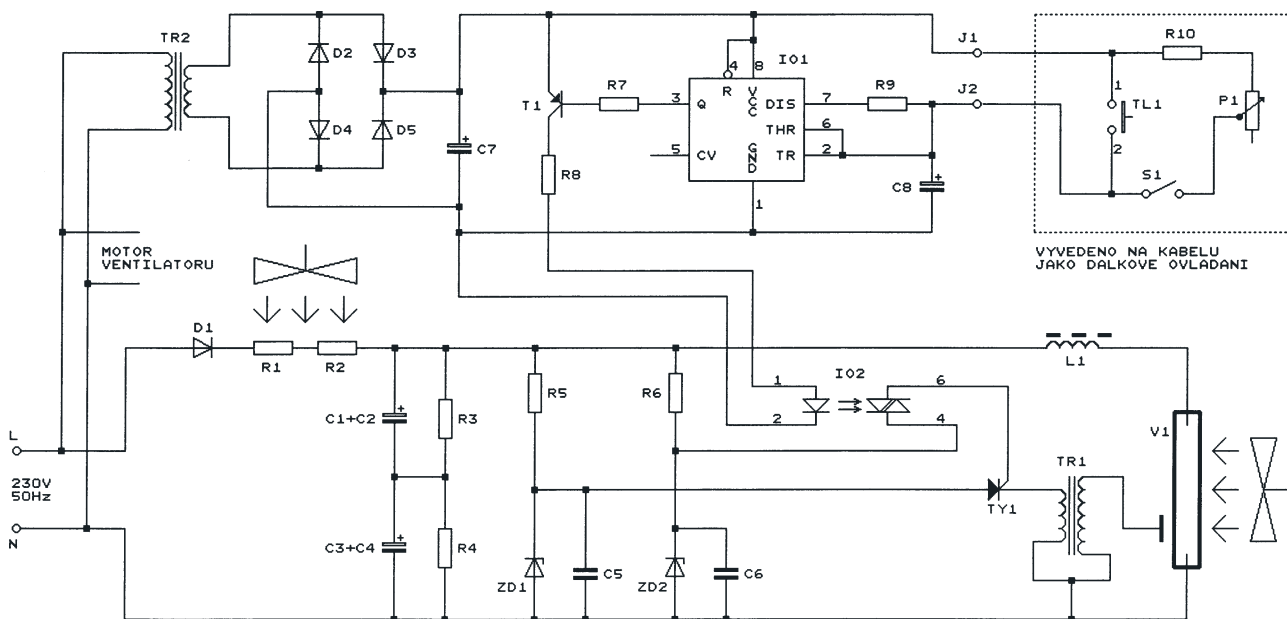 TR2
D2
D3
D4
D5
C7
T1
R7
R8
IO1
4
8
R
VCC
3
Q
DIS
7
R9
THR
6
5
CV
GND
TR
2
1
C8
J1
J2
R10
1
TL1
2
P1
S1
MOTOR
VENTILATORU
VYVEDENO NA KABELU
JAKO DALKOVE OVLADANI
D1
R1
R2
L1
C1+C2
R3
R5
R6
1
IO2
6
2
4
V1
L
230V
50Hz
N
TR1
TY1
C3+C4
R4
ZD1
C5
ZD2
C6
+
+
+
+